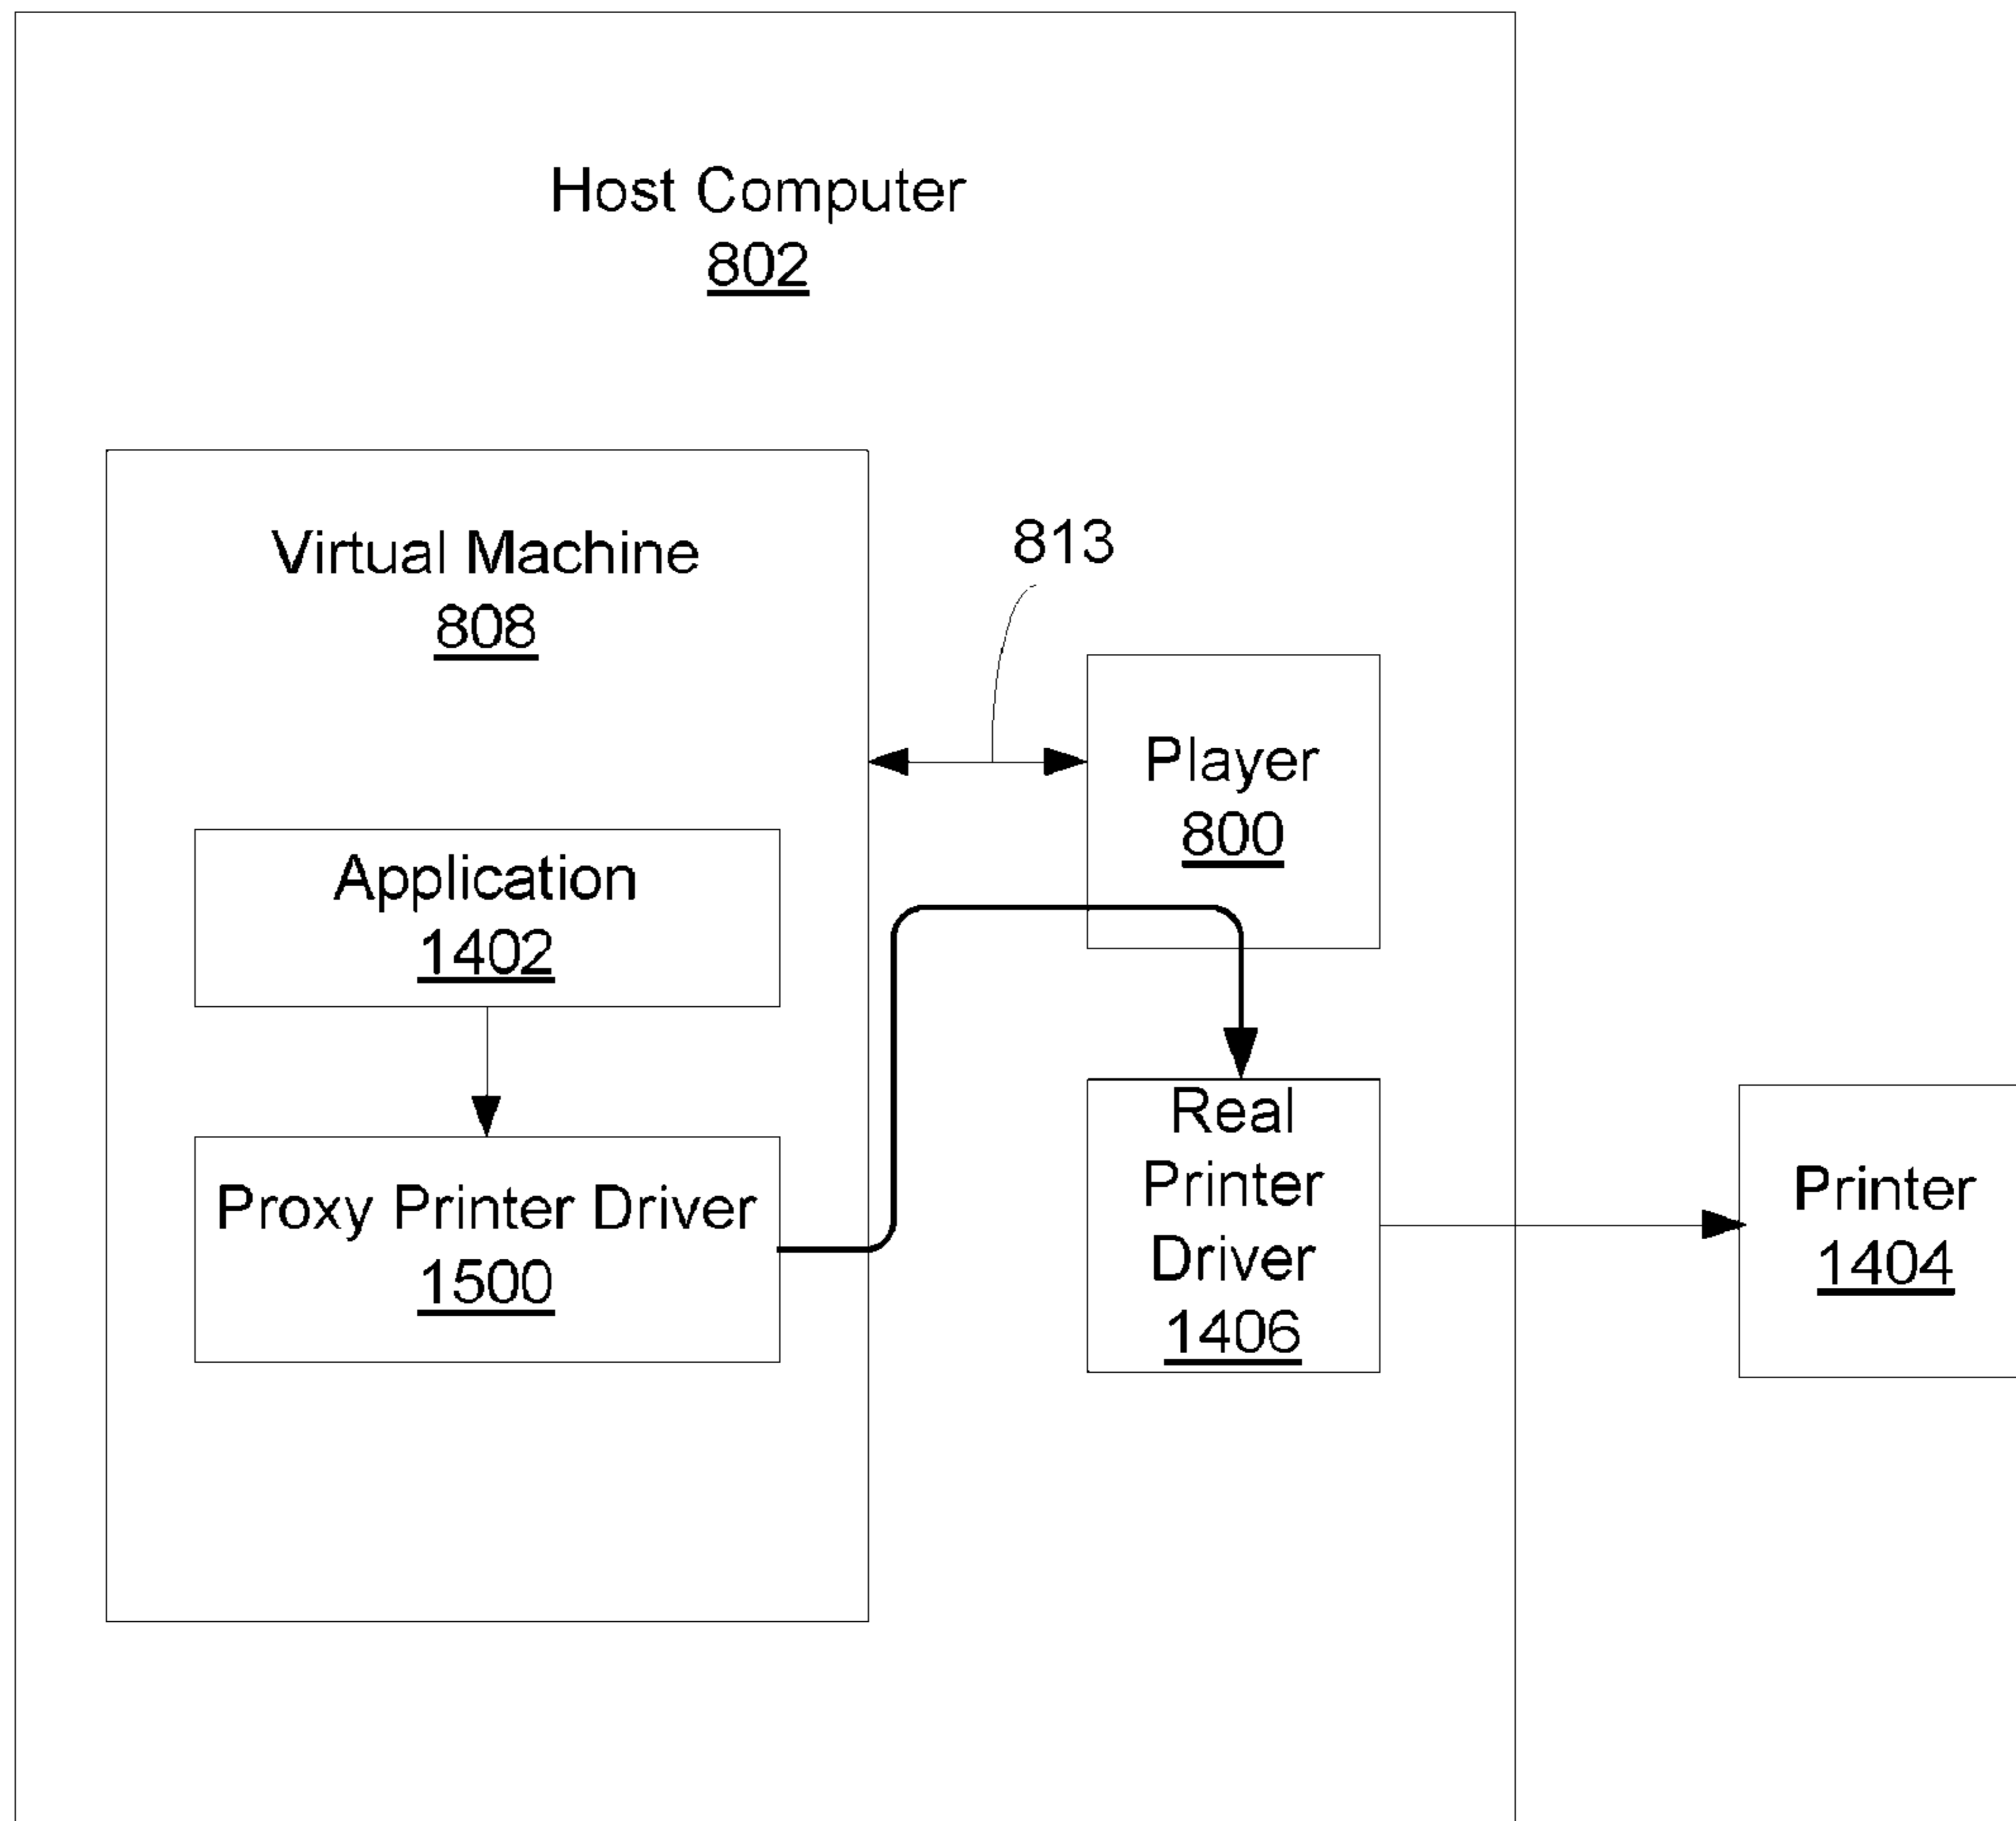 Host Computer
802
Virtual Machine
808
813
Player
800
Application
1402
Proxy Printer Driver
1500
Real
Printer
Driver
1406
Printer
1404